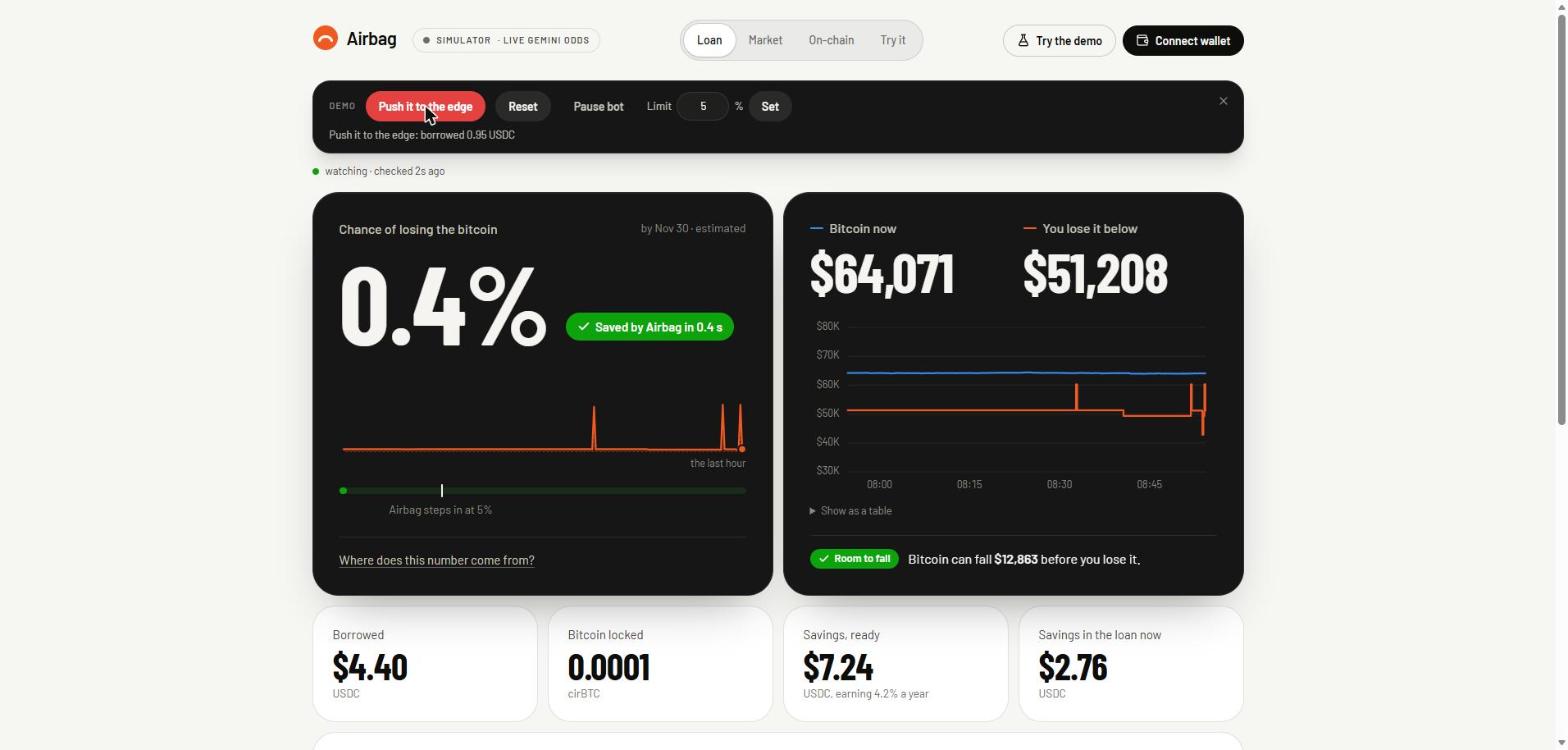 Airbag
SIMULATOR · LIVE GEMINI ODDS
Loan
Market
On-chain
Try it
Try the demo
Connect wallet
DEMO
Push it to the edge
Reset
Pause bot
Limit
5
%
Set
Push it to the edge: borrowed 0.95 USDC
watching · checked 2s ago
Chance of losing the bitcoin
by Nov 30 · estimated
0.4%
Saved by Airbag in 0.4 s
the last hour
Airbag steps in at 5%
Where does this number come from?
Bitcoin now
You lose it below
$64,071
$51,208
$80K
$70K
$60K
$50K
$40K
$30K
08:00
08:15
08:30
08:45
Show as a table
Room to fall
Bitcoin can fall $12,863 before you lose it.
Borrowed
$4.40
USDC
Bitcoin locked
0.0001
cirBTC
Savings, ready
$7.24
USDC, earning 4.2% a year
Savings in the loan now
$2.76
USDC